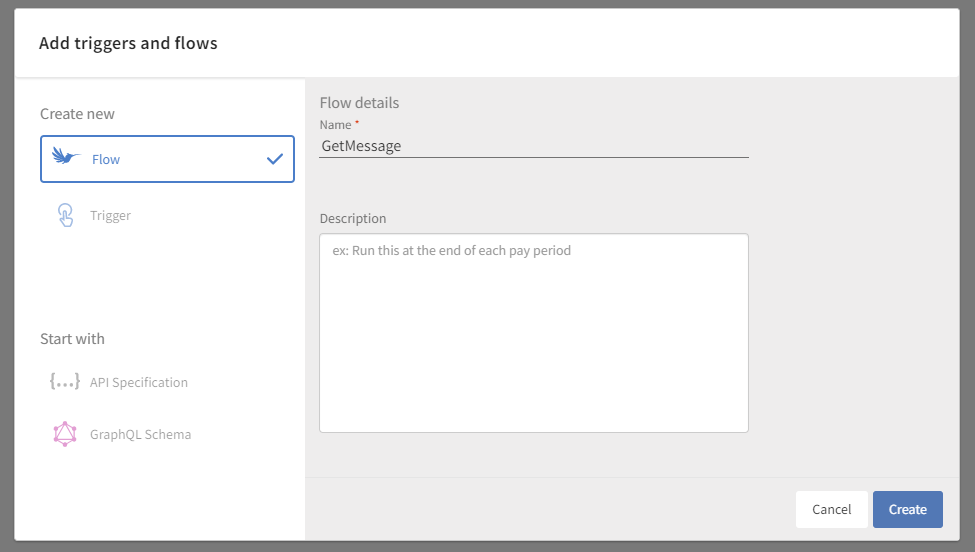 Add triggers and flows
Create new
Flow
Trigger
Start with
{...} API Specification
GraphQL Schema
Flow details
Name *
GetMessage
Description
ex: Run this at the end of each pay period
Cancel
Create